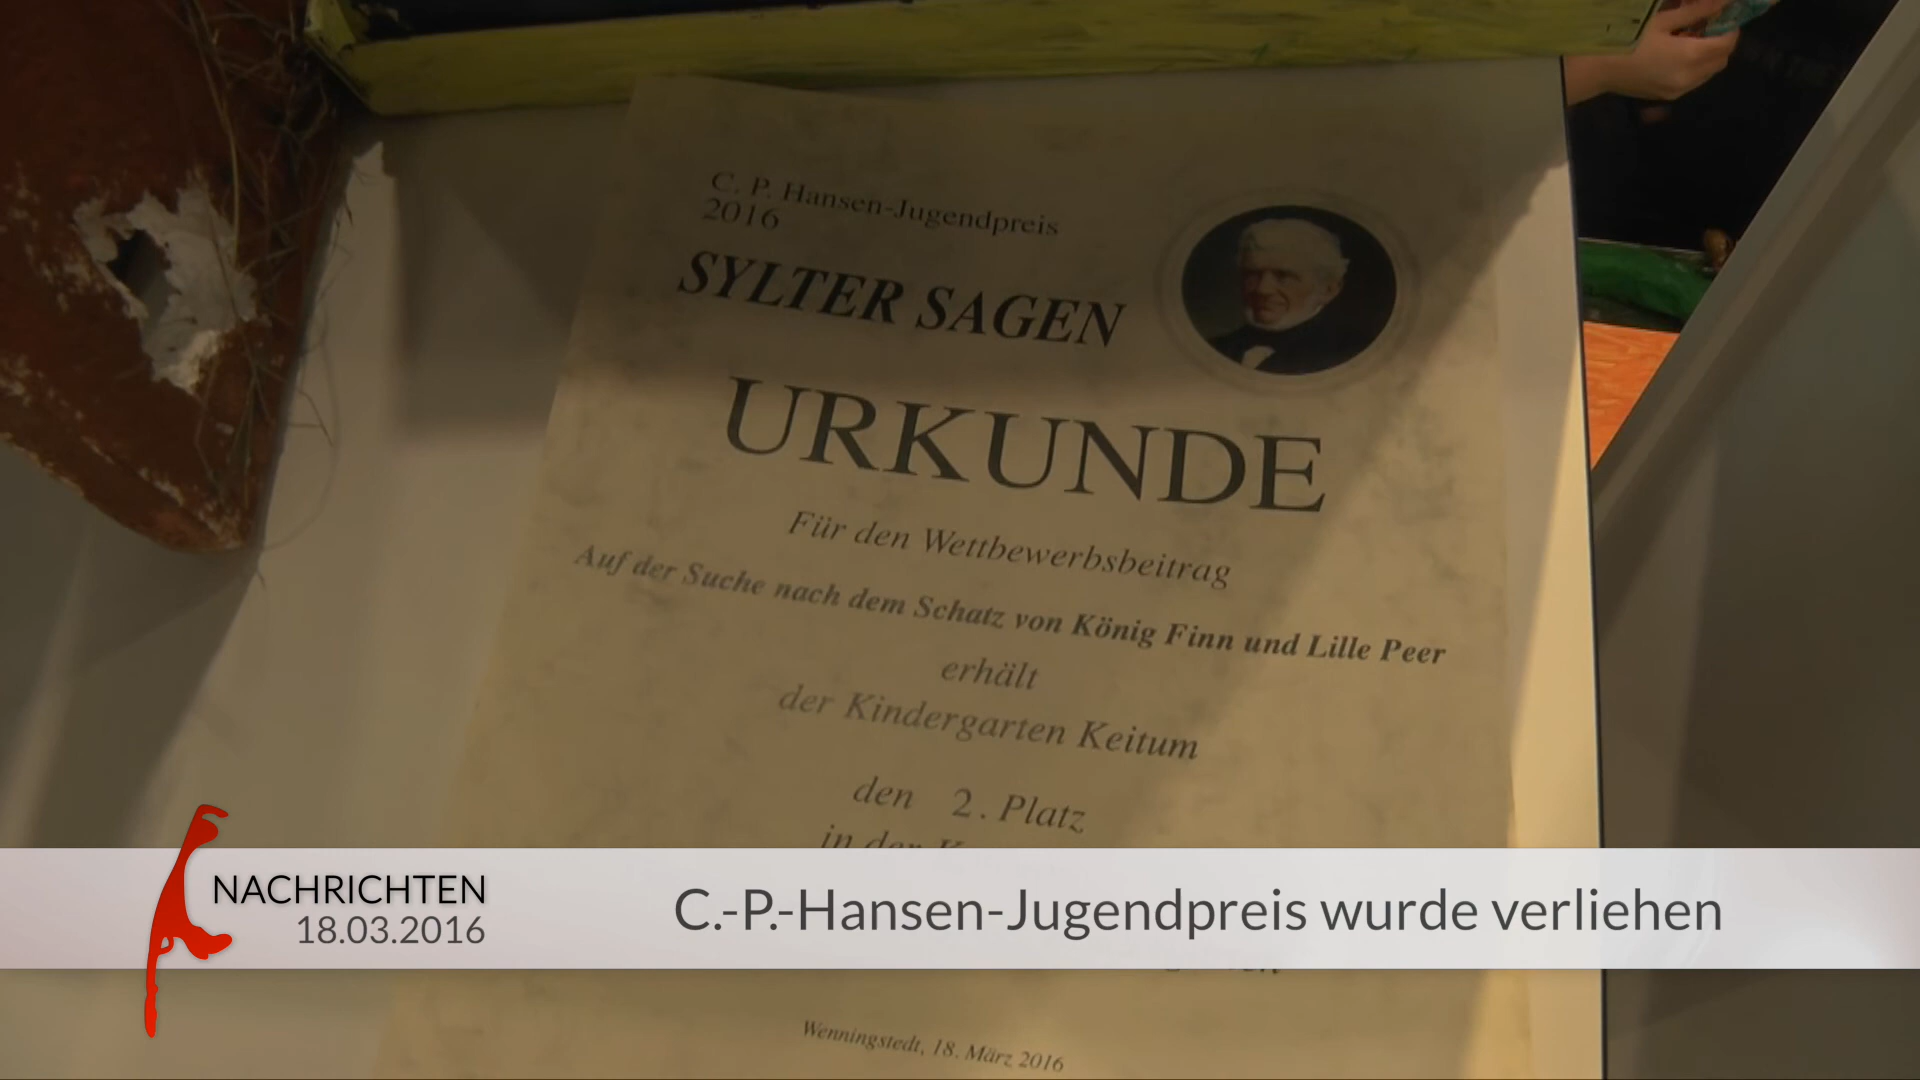 C. P. Hansen-Jugendpreis
2016
SYLTER SAGEN
URKUNDE
Für den Wettbewerbsbeitrag
Auf der Suche nach dem Schatz von König Finn und Lille Peer
erhält
der Kindergarten Keitum
den 2. Platz
in der
NACHRICHTEN
18.03.2016
C.-P.-Hansen-Jugendpreis wurde verliehen
Wenningstedt, 18. März 2016